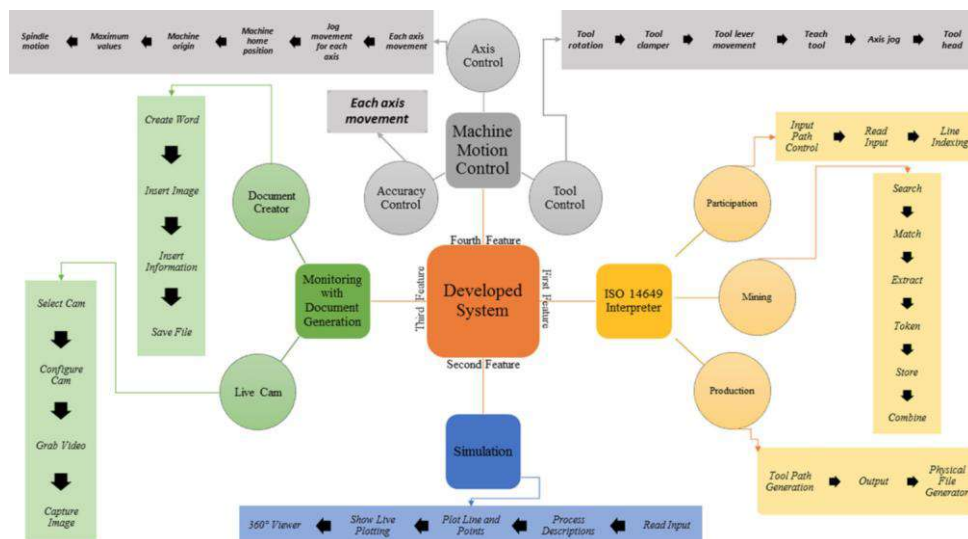 Spindle
motion
Maximum
values
Machine
origin
Machine
home
position
Jog
movement
for each
axis
Each axis
movement
Axis
Control
Tool
rotation
Tool
clamper
Tool lever
movement
Teach
tool
Axis jog
Tool
head
Each axis
movement
Machine
Motion
Control
Accuracy
Control
Tool
Control
Create Word
Insert Image
Insert
Information
Save File
Document
Creator
Select Cam
Configure
Cam
Grab Video
Capture
Image
Live Cam
Monitoring
with
Document
Generation
Third Feature
Fourth Feature
Developed
System
First Feature
Second Feature
ISO 14649
Interpreter
Participation
Input
Path
Control
Read
Input
Line
Indexing
Mining
Search
Match
Extract
Token
Store
Combine
Production
Tool Path
Generation
Output
Physical
File
Generator
Simulation
360° Viewer
Show Live
Plotting
Plot Line and
Points
Process
Descriptions
Read Input